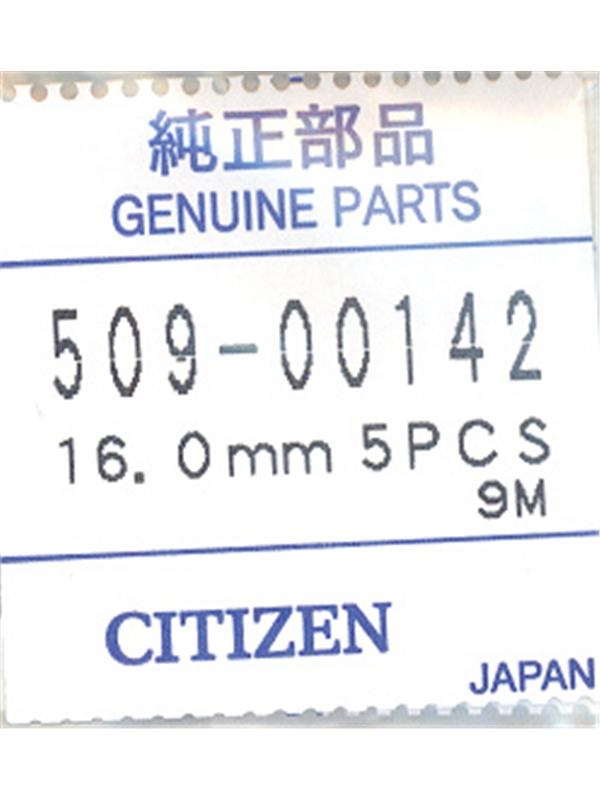 純正部品
GENUINE PARTS
509-00142
16.0mm 5PCS
9M
CITIZEN
JAPAN